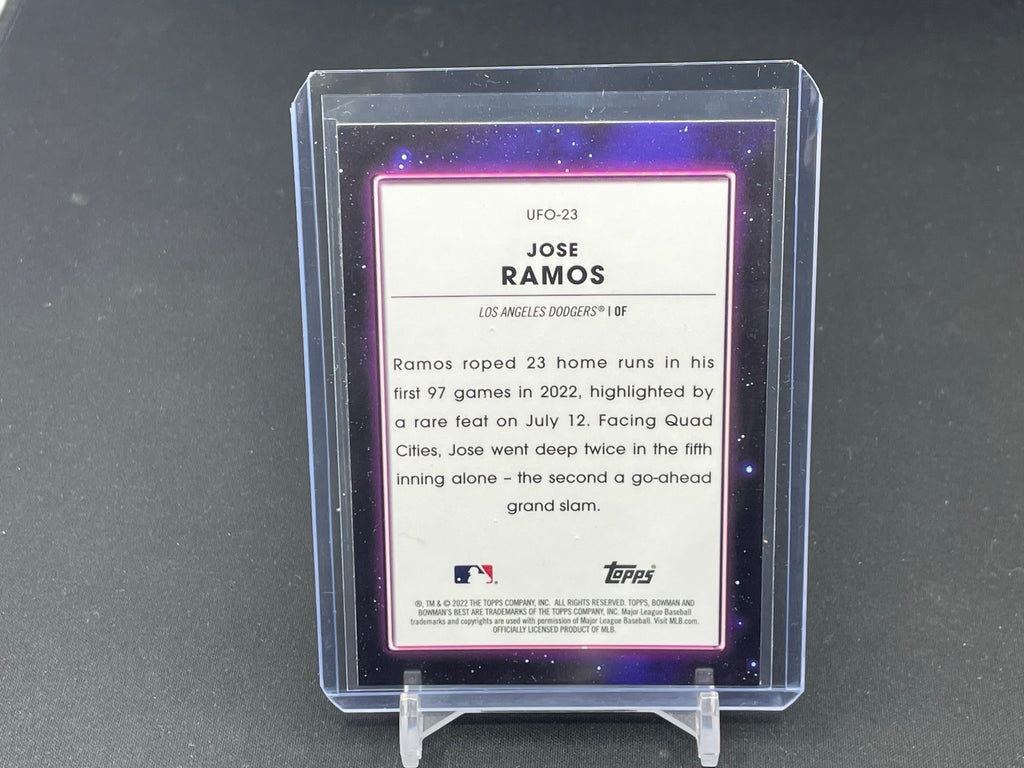 UFO-23
JOSE
RAMOS
LOS ANGELES DODGERS® | OF
Ramos roped 23 home runs in his
first 97 games in 2022, highlighted by
a rare feat on July 12. Facing Quad
Cities, Jose went deep twice in the fifth
inning alone – the second a go-ahead
grand slam.
topps®
®, TM & © 2022 THE TOPPS COMPANY, INC. ALL RIGHTS RESERVED. TOPPS, BOWMAN AND
BOWMAN'S BEST ARE TRADEMARKS OF THE TOPPS COMPANY, INC. Major League Baseball
trademarks and copyrights are used with permission of Major League Baseball. Visit MLB.com.
OFFICIALLY LICENSED PRODUCT OF MLB.